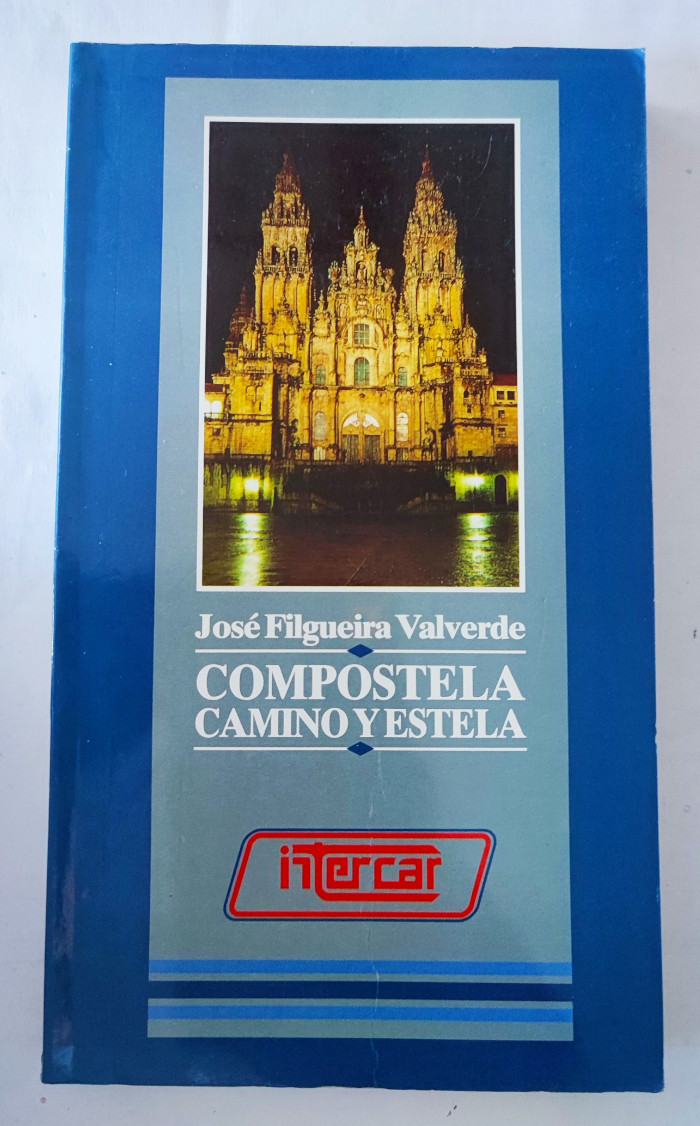 José Filgueira Valverde
COMPOSTELA
CAMINO Y ESTELA
intercar